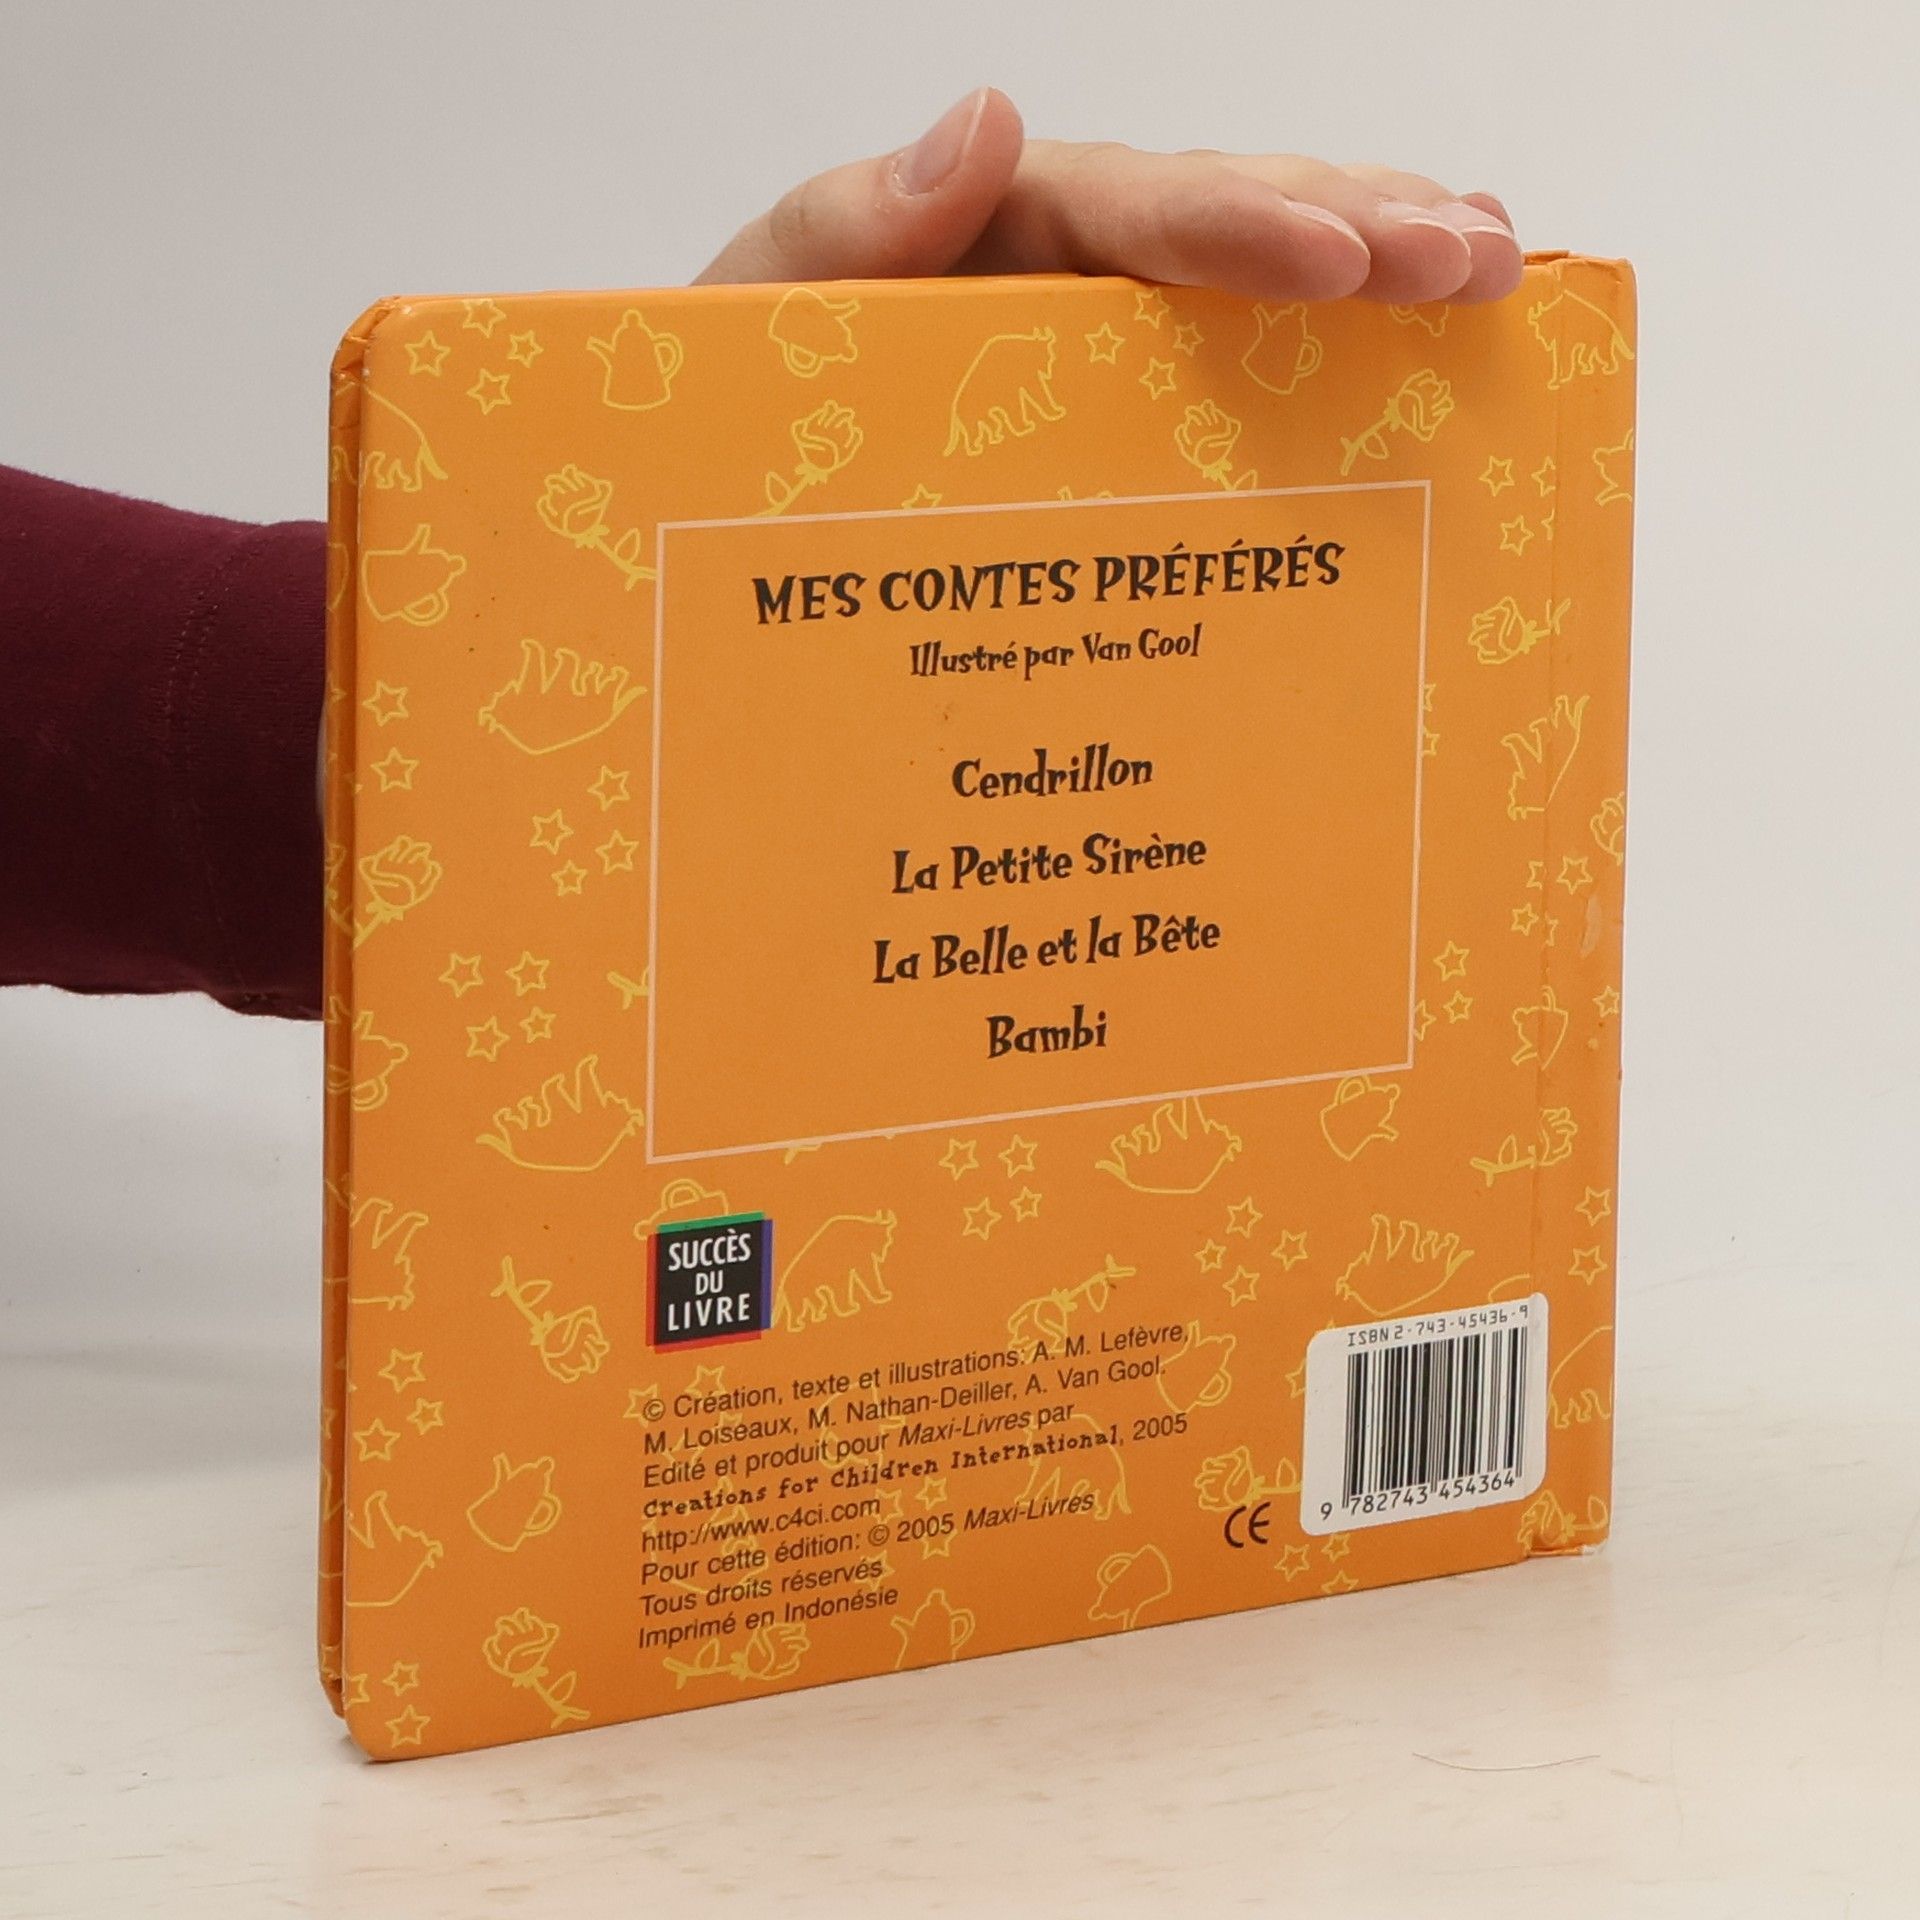 MES CONTES PRÉFÉRÉS
Illustré par Van Gool
Cendrillon
La Petite Sirène
La Belle et la Bête
Bambi
SUCCÈS
DU
LIVRE
© Création, texte et illustrations: A. M. Lefèvre,
M. Loiseaux, M. Nathan-Deiller, A. Van Gool.
Edité et produit pour Maxi-Livres par
Creations for Children International, 2005
http://www.c4ci.com
Pour cette édition: © 2005 Maxi-Livres
Tous droits réservés
Imprimé en Indonésie
CE
ISBN 2-743-45436-9
9 782743 454364